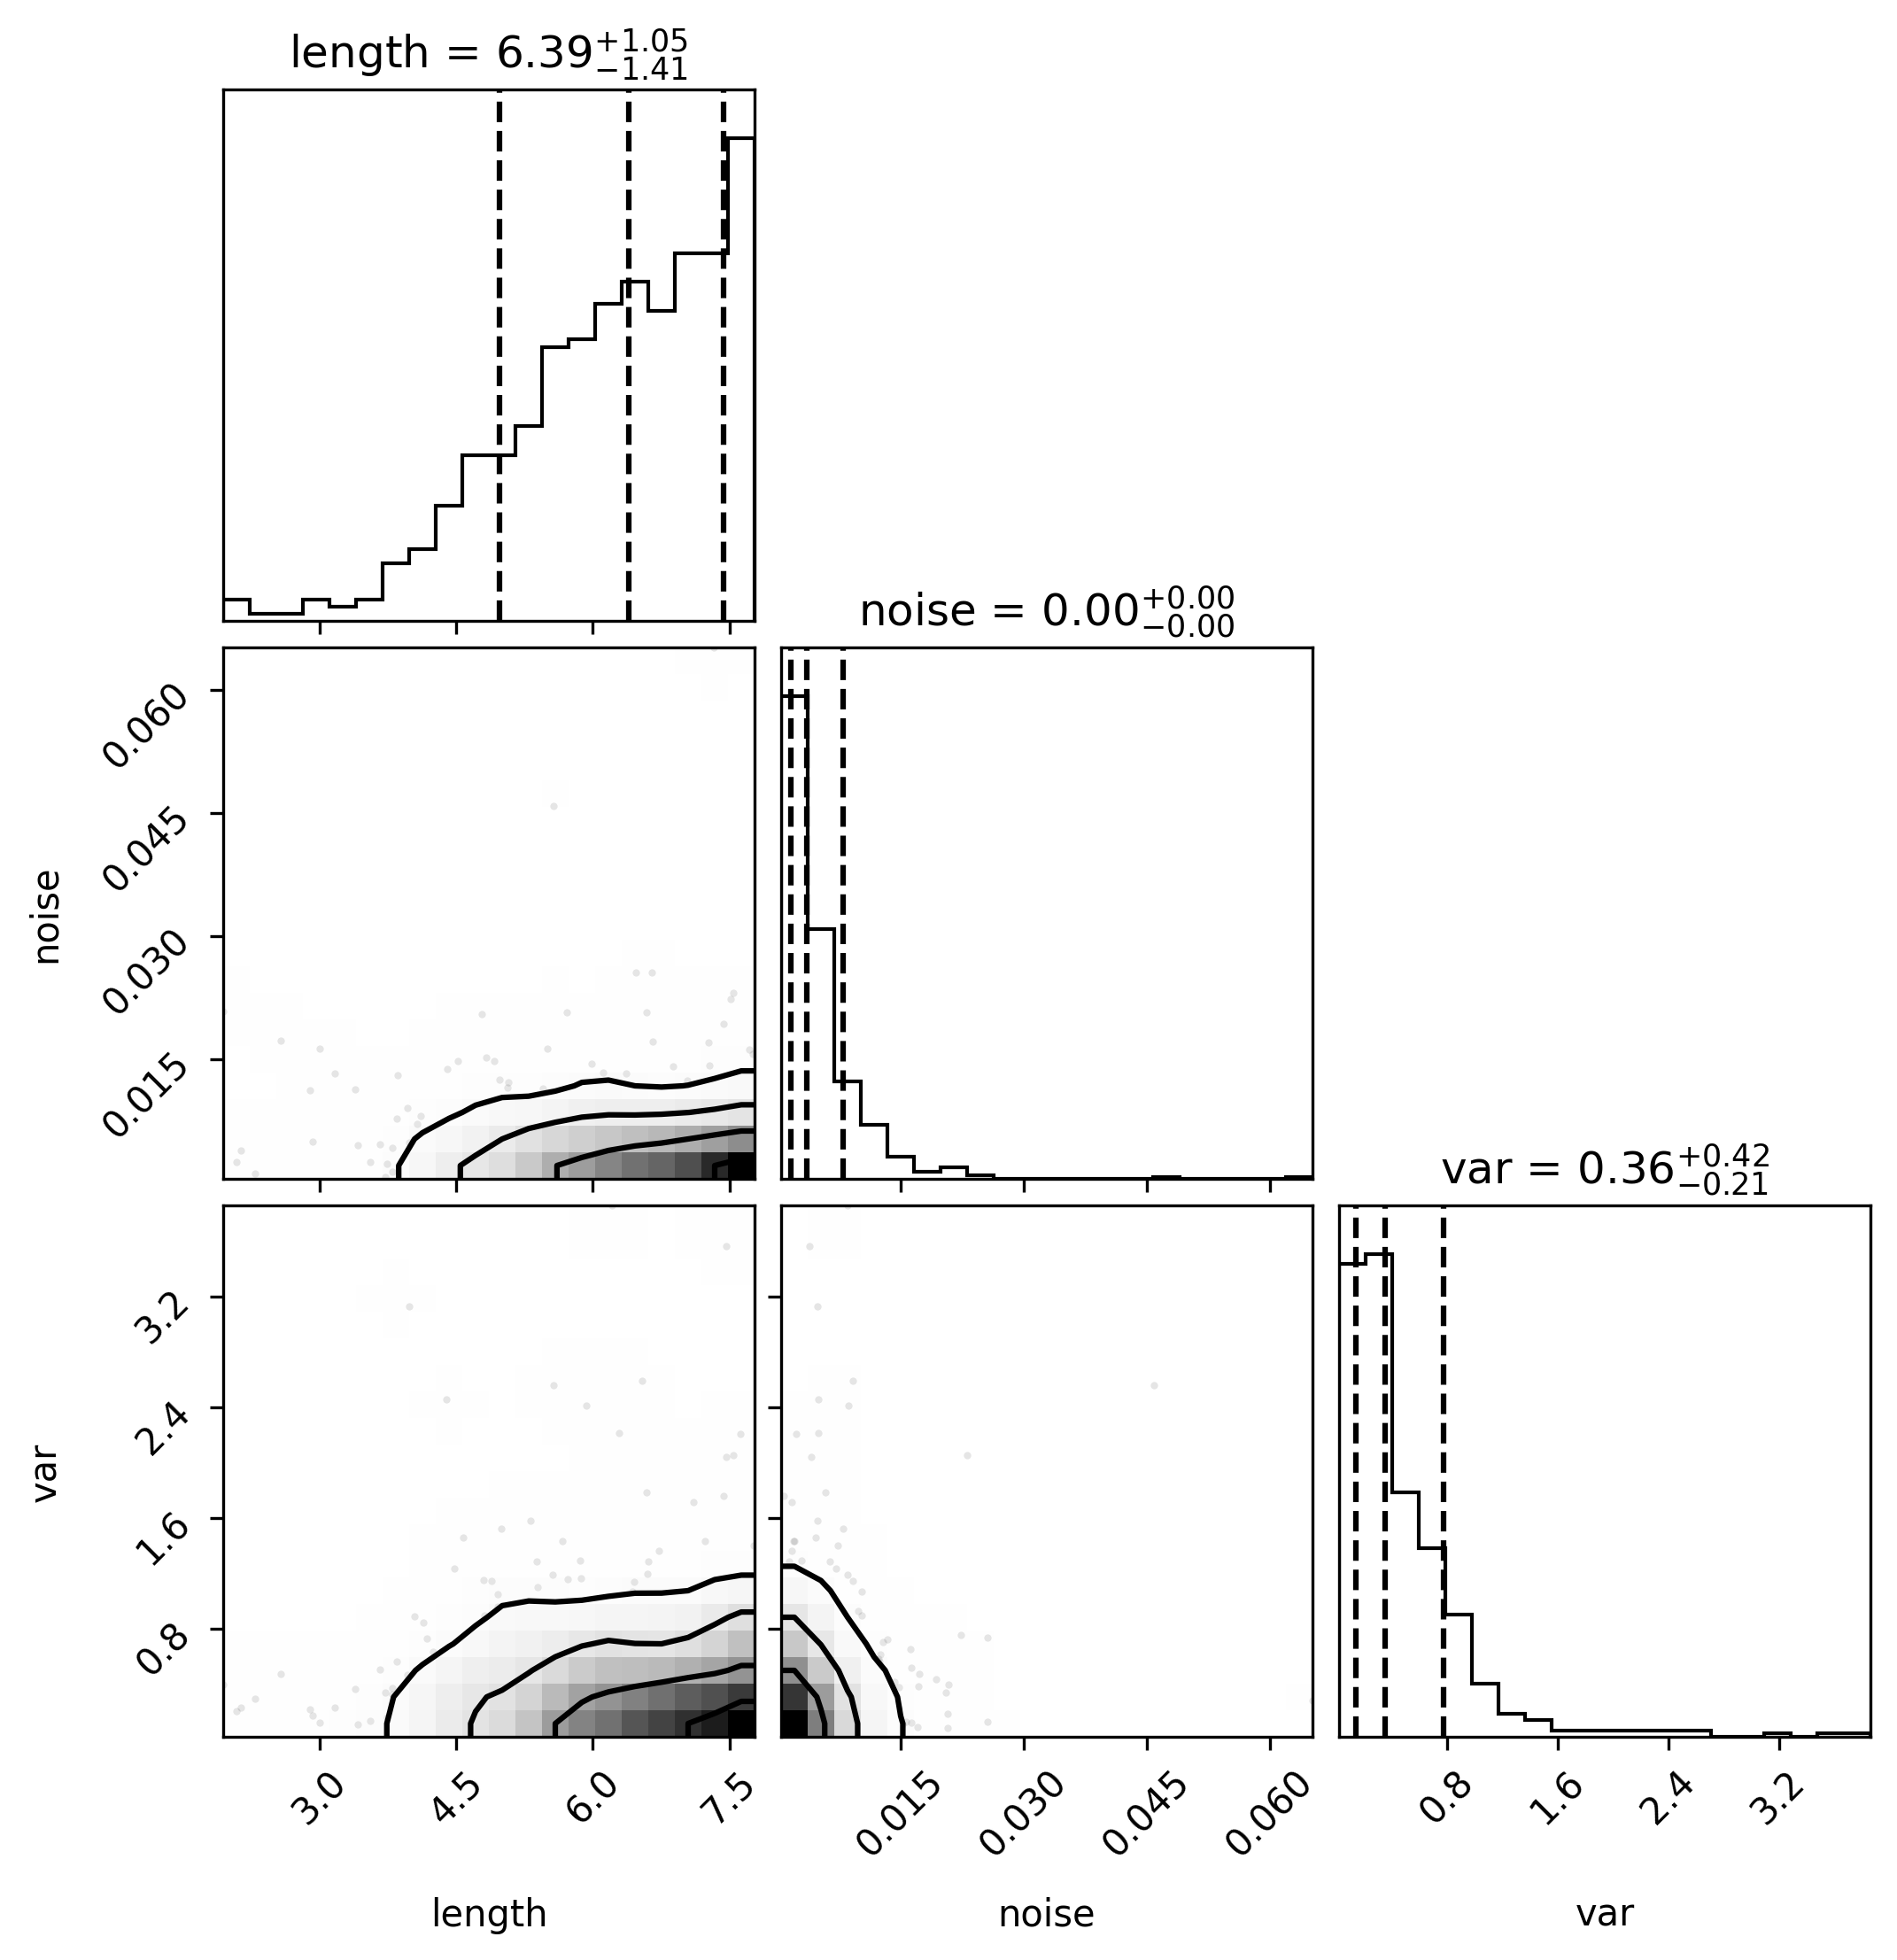 length = 6.39 +1.05 −1.41
noise = 0.00 +0.00 −0.00
0.060
0.045
0.030
0.015
noise
var = 0.36 +0.42 −0.21
3.2
2.4
1.6
0.8
var
3.0 4.5 6.0 7.5 0.015 0.030 0.045 0.060 0.8 1.6 2.4 3.2
length noise var